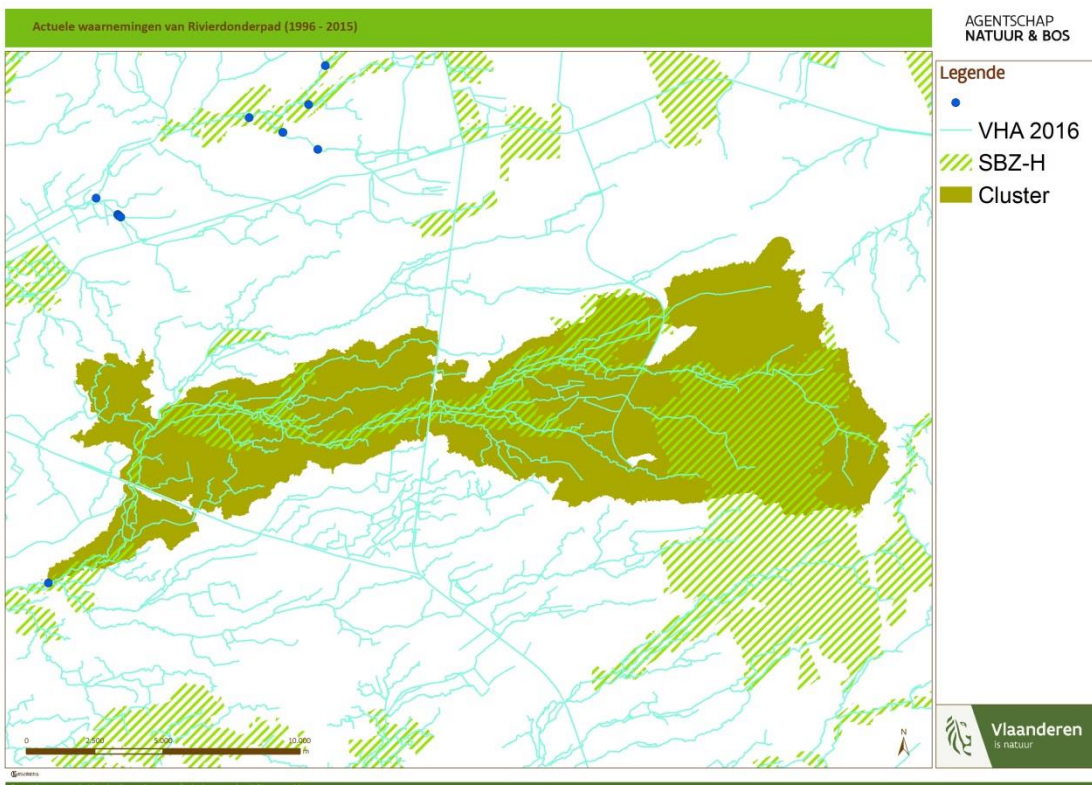 Actuele waarnemingen van Rivierdonderpad (1996 - 2015)
AGENTSCHAP
NATUUR & BOS
Legende
VHA 2016
SBZ-H
Cluster
0 2.500 5.000 10.000
m
N
Vlaanderen
is natuur